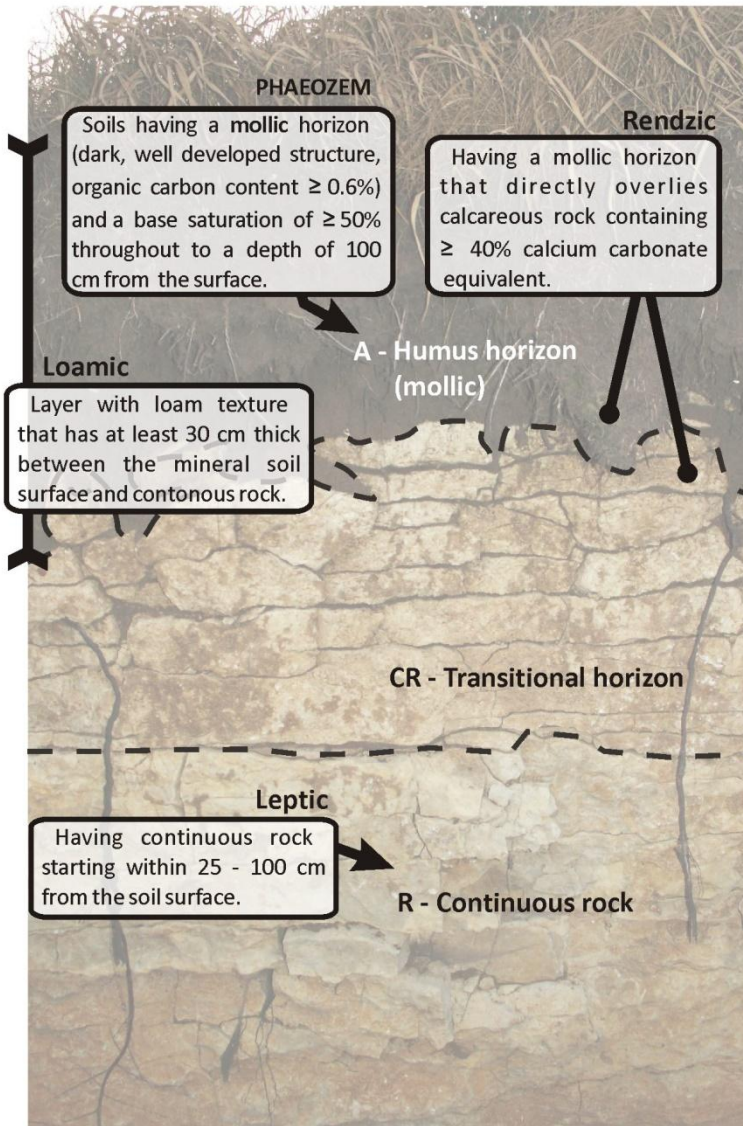 PHAEOZEM
Soils having a mollic horizon
(dark, well developed structure,
organic carbon content ≥ 0.6%)
and a base saturation of ≥ 50%
throughout to a depth of 100
cm from the surface.
Rendzic
Having a mollic horizon
that directly overlies
calcareous rock containing
≥ 40% calcium carbonate
equivalent.
A - Humus horizon
(mollic)
Loamic
Layer with loam texture
that has at least 30 cm thick
between the mineral soil
surface and contonous rock.
CR - Transitional horizon
Leptic
Having continuous rock
starting within 25 - 100 cm
from the soil surface.
R - Continuous rock